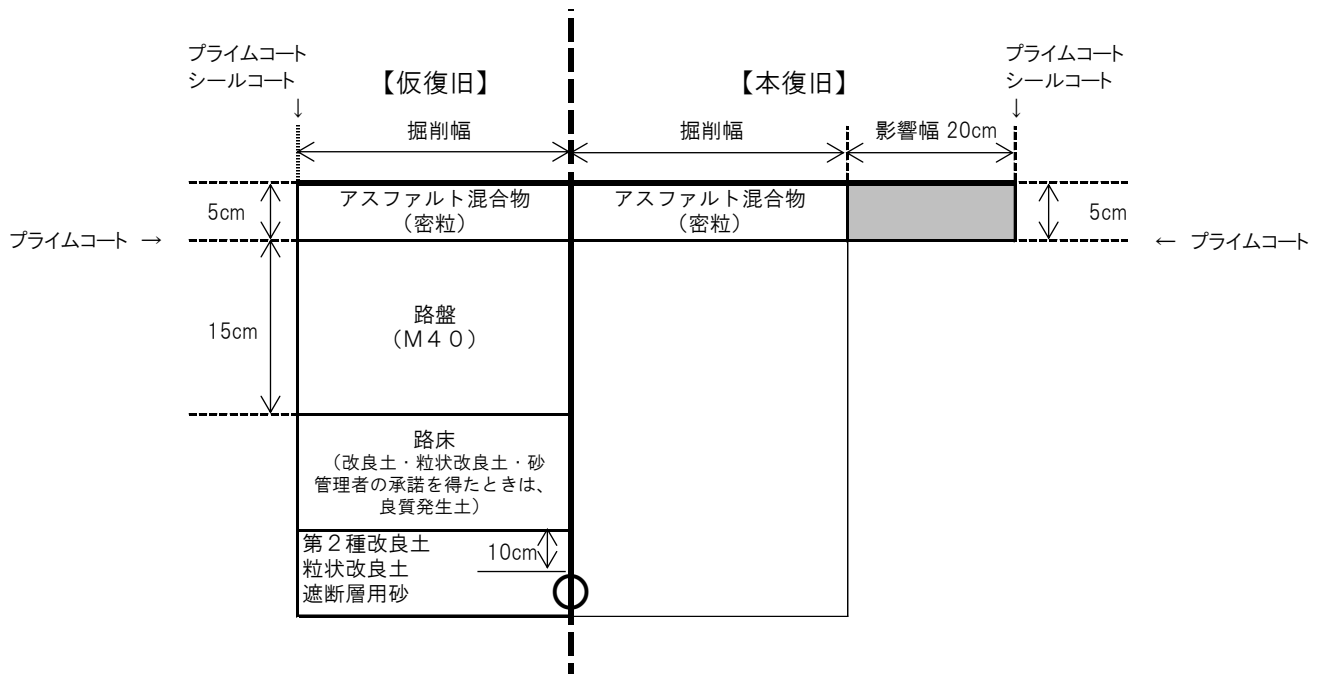 プライムコート
シールコート
↓
【仮復旧】
【本復旧】
プライムコート
シールコート
↓
掘削幅
掘削幅
影響幅 20cm
5cm
アスファルト混合物
（密粒）
アスファルト混合物
（密粒）
5cm
プライムコート →
← プライムコート
15cm
路盤
（Ｍ４０）
路床
（改良土・粒状改良土・砂
管理者の承諾を得たときは、
良質発生土）
第２種改良土
粒状改良土
遮断層用砂
10cm